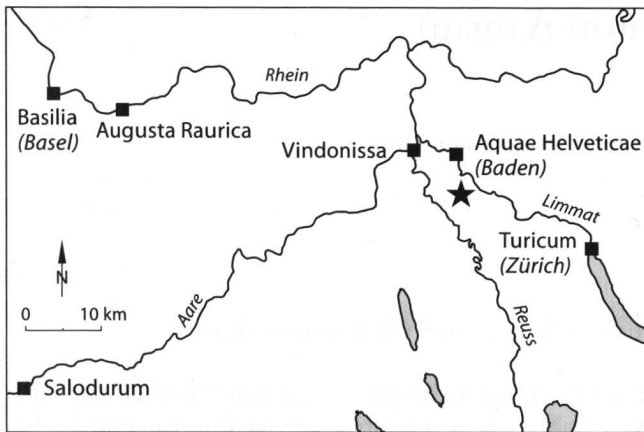 Rhein
Basilia
(Basel)
Augusta Raurica
Vindonissa
Aquae Helveticae
(Baden)
Limmat
Turicum
(Zürich)
N
0 10 km
Aare
Reuss
Salodurum